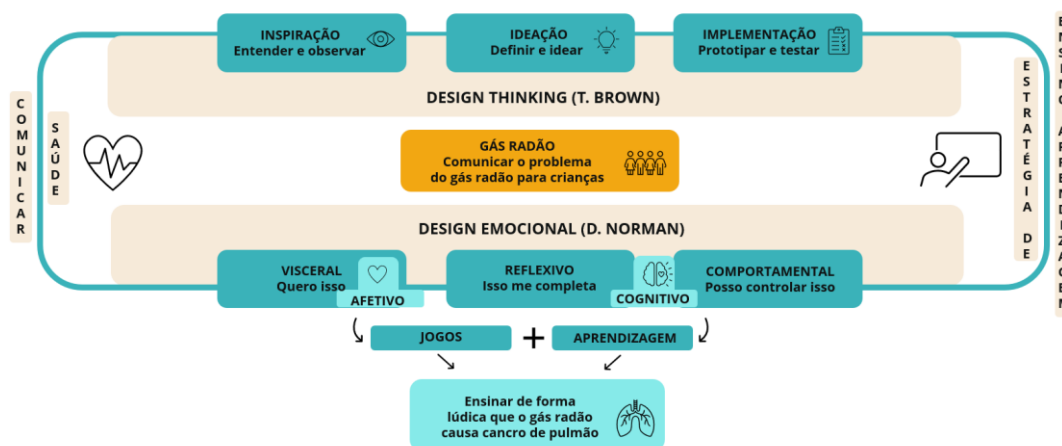 INSPIRAÇÃO
Entender e observar
IDEAÇÃO
Definir e idear
IMPLEMENTAÇÃO
Prototipar e testar
DESIGN THINKING (T. BROWN)
COMUNICAR
SAÚDE
GÁS RADÃO
Comunicar o problema
do gás radão para crianças
ESTRATÉGIA DE
ENSINO APRENDIZAGEM
DESIGN EMOCIONAL (D. NORMAN)
VISCERAL
Quero isso
AFETIVO
REFLEXIVO
Isso me completa
COGNITIVO
COMPORTAMENTAL
Posso controlar isso
JOGOS
+
APRENDIZAGEM
Ensinar de forma
lúdica que o gás radão
causa cancro de pulmão